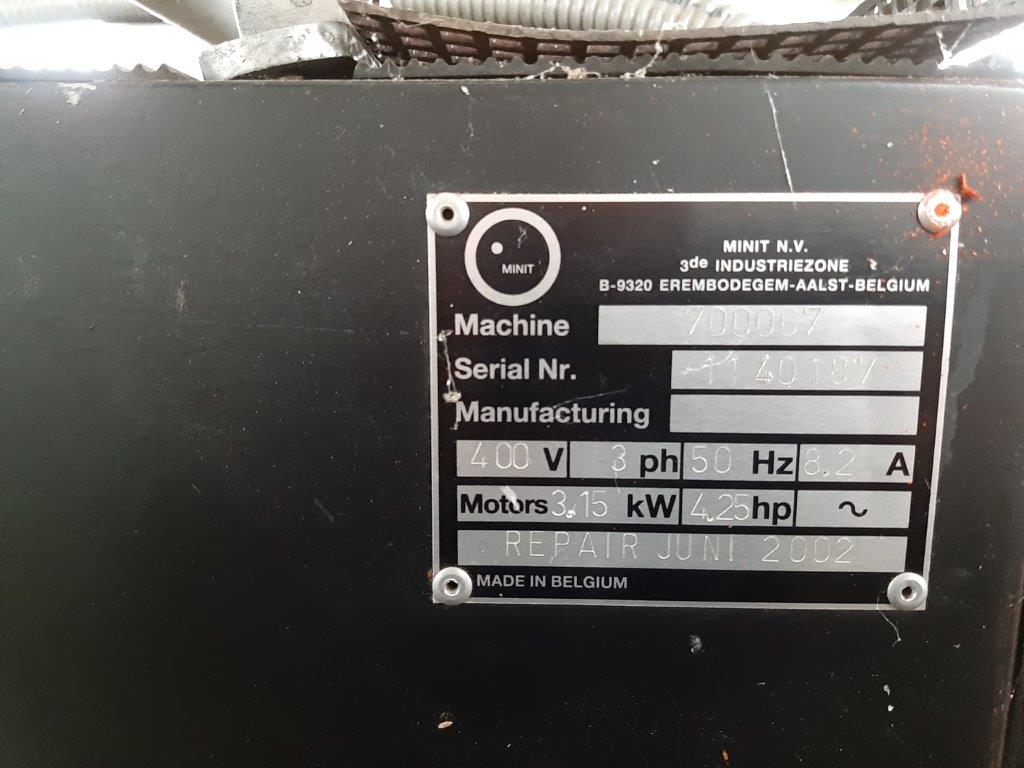 MINIT
MINIT N.V.
3de INDUSTRIEZONE
B-9320 EREMBODEGEM-AALST-BELGIUM
Machine 700067
Serial Nr. 1140187
Manufacturing
400 V 3 ph 50 Hz 8.2 A
Motors 3.15 kW 4.25 hp ~
REPAIR JUNI 2002
MADE IN BELGIUM